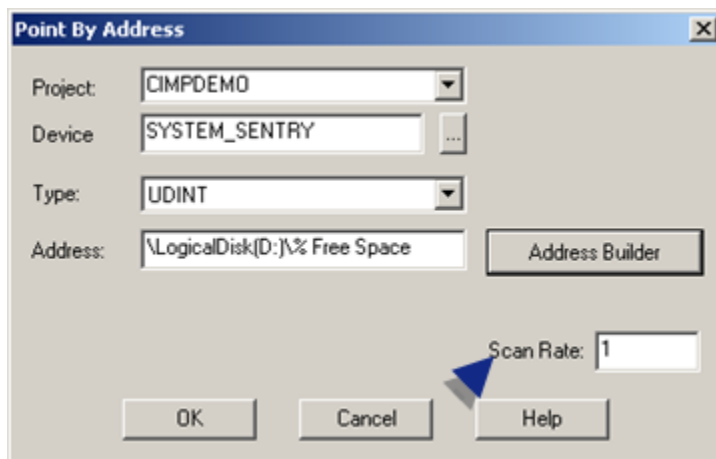 Point By Address
Project: CIMPDEMO
Device SYSTEM_SENTRY ...
Type: UDINT
Address: \LogicalDisk(D:)\% Free Space Address Builder
Scan Rate: 1
OK Cancel Help